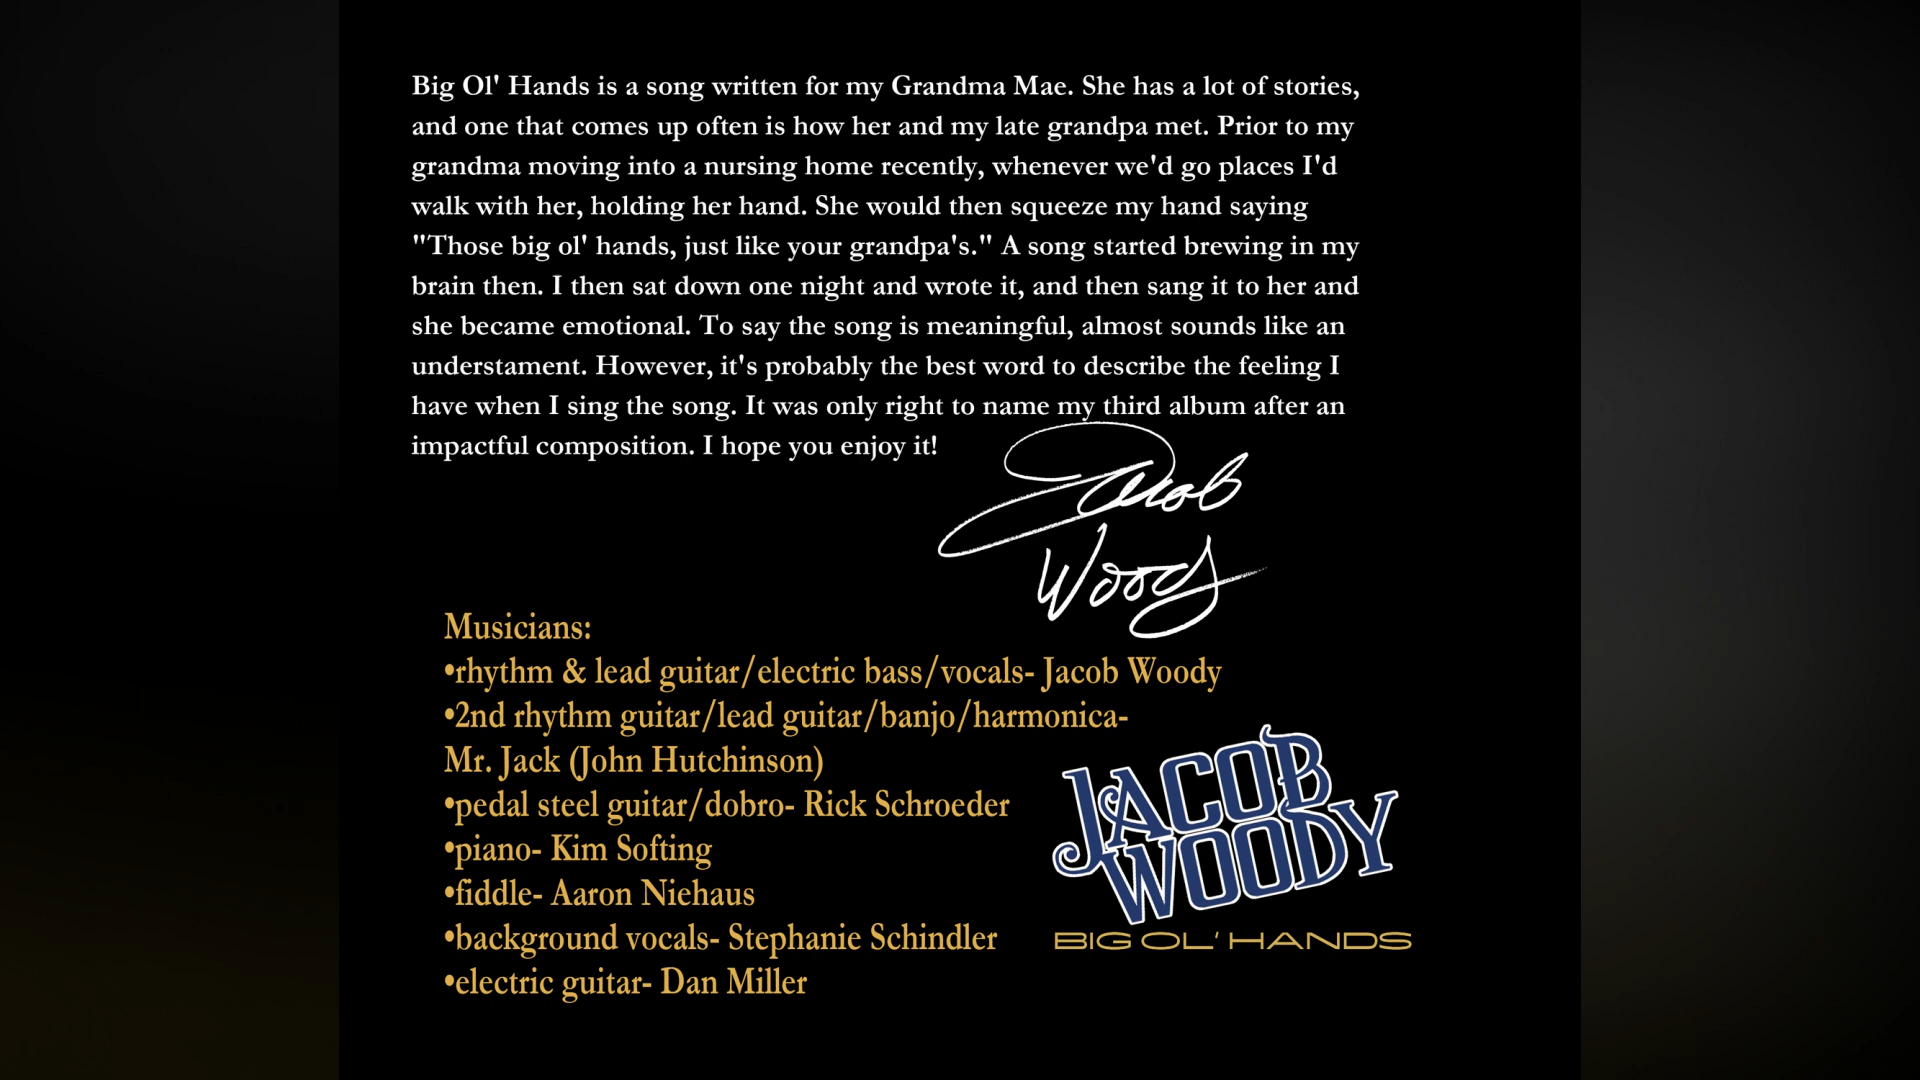 Big Ol' Hands is a song written for my Grandma Mae. She has a lot of stories,
and one that comes up often is how her and my late grandpa met. Prior to my
grandma moving into a nursing home recently, whenever we'd go places I'd
walk with her, holding her hand. She would then squeeze my hand saying
"Those big ol' hands, just like your grandpa's." A song started brewing in my
brain then. I then sat down one night and wrote it, and then sang it to her and
she became emotional. To say the song is meaningful, almost sounds like an
understament. However, it's probably the best word to describe the feeling I
have when I sing the song. It was only right to name my third album after an
impactful composition. I hope you enjoy it!
Jacob
Woody
Musicians:
•rhythm & lead guitar/electric bass/vocals- Jacob Woody
•2nd rhythm guitar/lead guitar/banjo/harmonica-
Mr. Jack (John Hutchinson)
•pedal steel guitar/dobro- Rick Schroeder
•piano- Kim Softing
•fiddle- Aaron Niehaus
•background vocals- Stephanie Schindler
•electric guitar- Dan Miller
JACOB
WOODY
BIG OL' HANDS